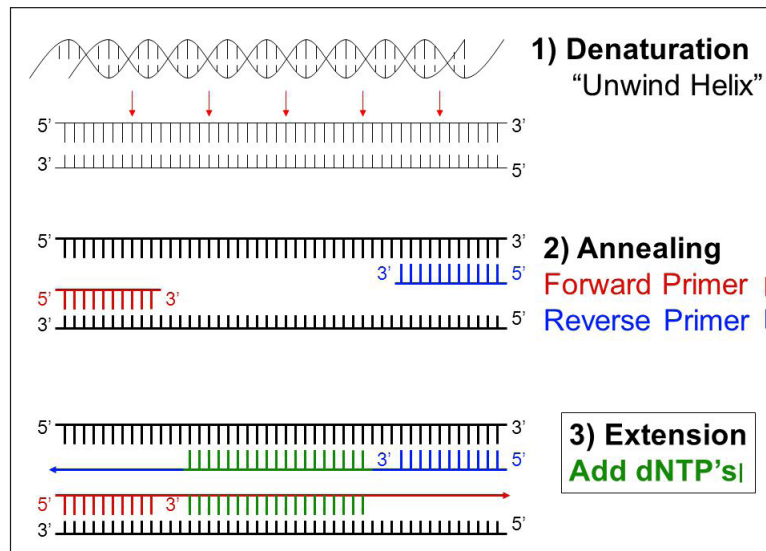 1) Denaturation
“Unwind Helix”
5’ 3’
3’ 5’
5’ 3’
2) Annealing
3’ 5’
Forward Primer
5’ 3’
Reverse Primer
3’ 5’
5’ 3’
3) Extension
3’ 5’
Add dNTP's
5’ 3’
3’ 5’